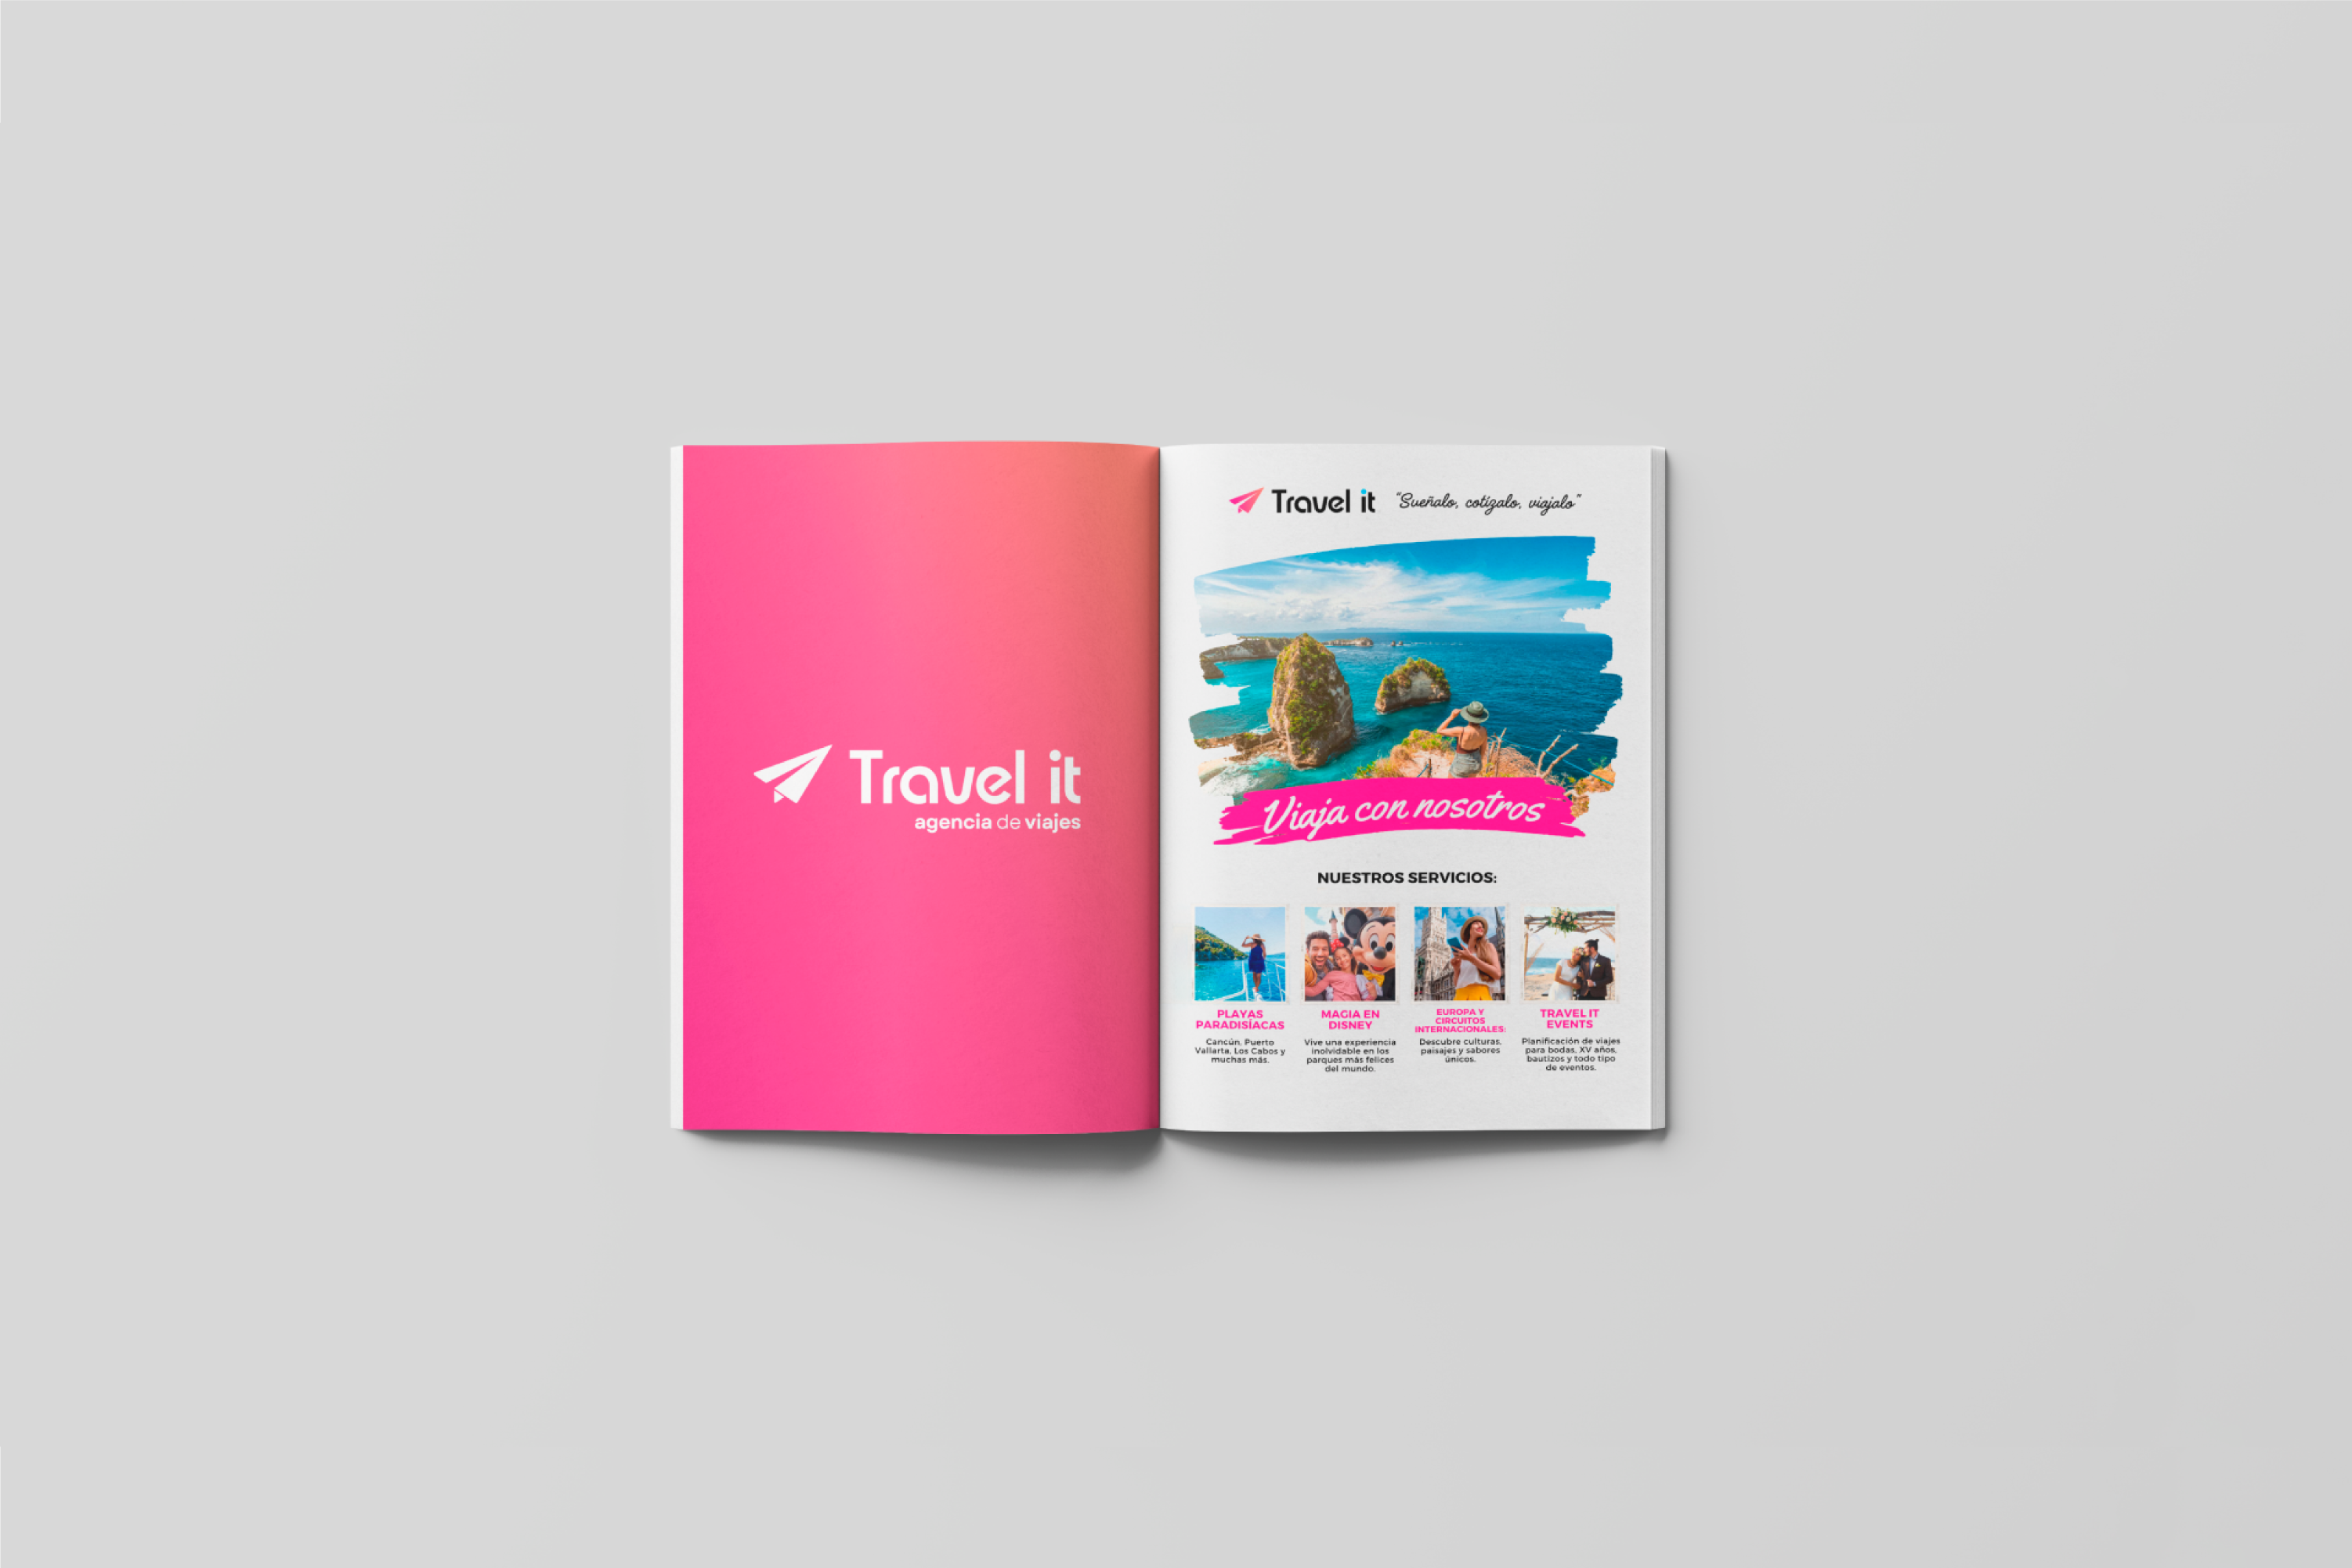 Travel it
agencia de viajes
Travel it
“Sueñalo, cotízalo, viajalo”
Viaja con nosotros
NUESTROS SERVICIOS:
PLAYAS
PARADISÍACAS
Cancún, Puerto
Vallarta, Los Cabos y
muchas más.
MAGIA EN
DISNEY
Vive una experiencia
inolvidable en los
parques más felices
del mundo.
EUROPA Y
CIRCUITOS
INTERNACIONALES:
Descubre culturas,
paisajes y sabores
únicos.
TRAVEL IT
EVENTS
Planificación de viajes
para bodas, XV años,
bautizos y todo tipo
de eventos.